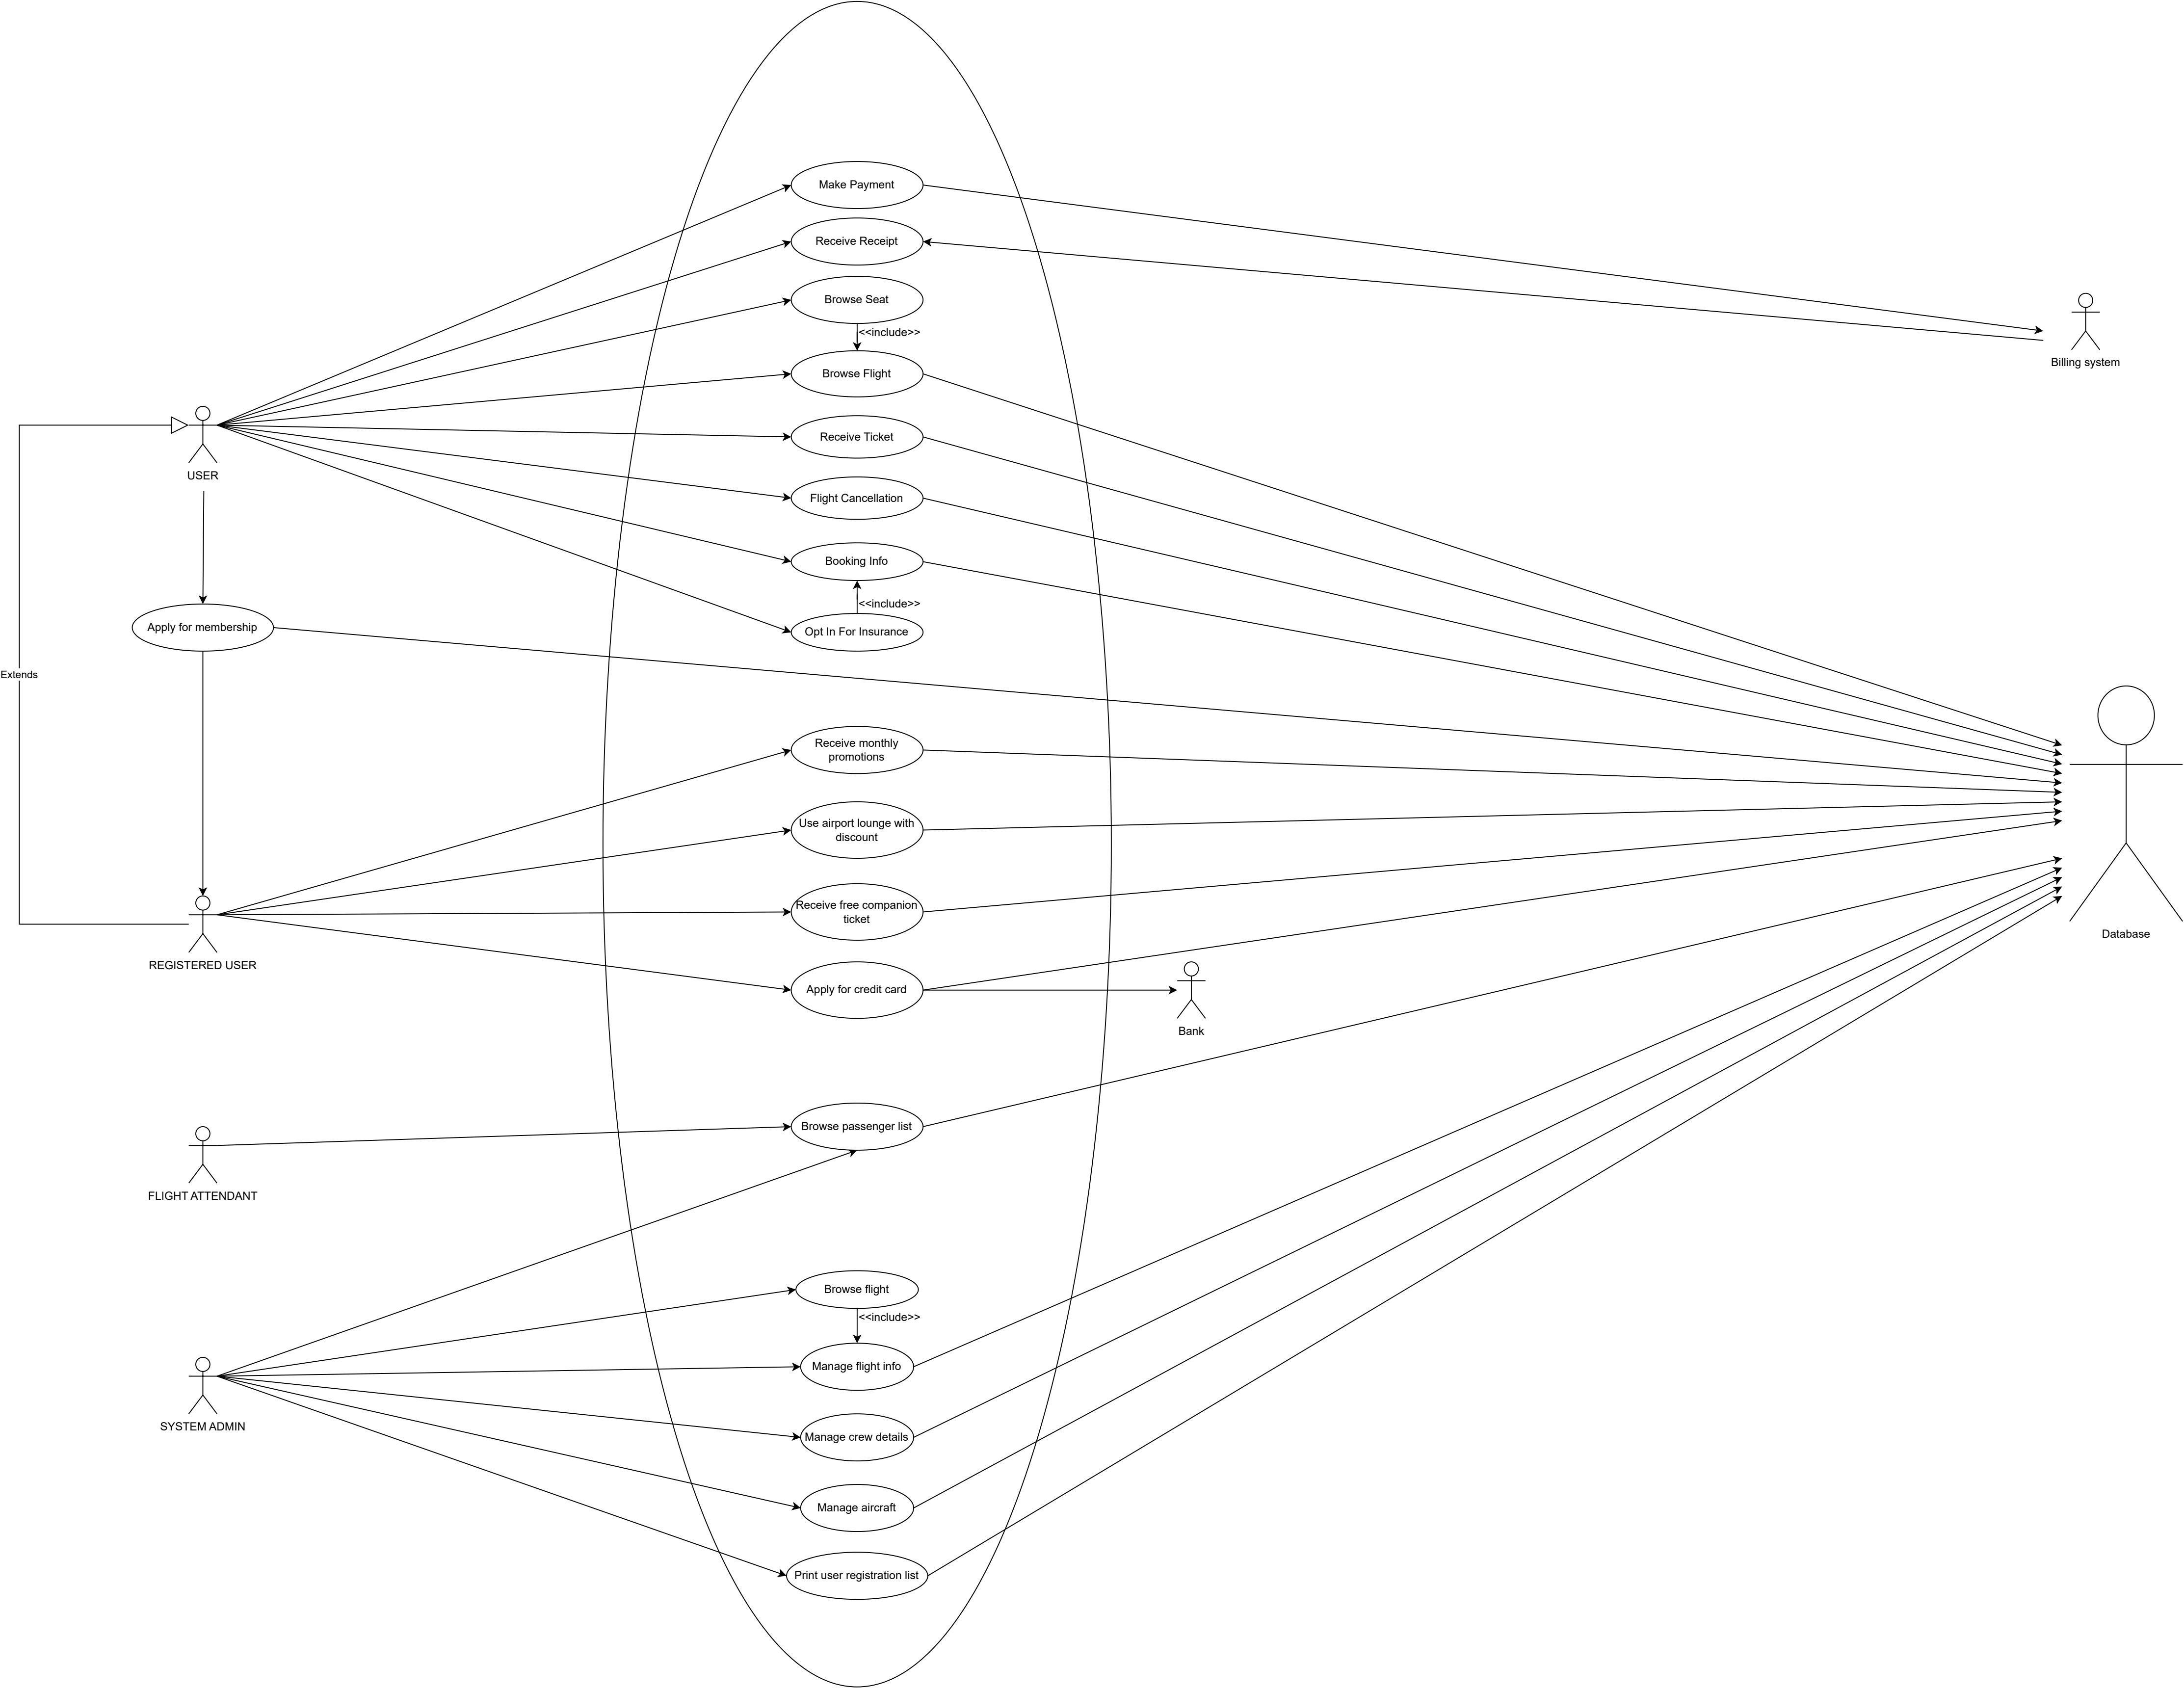 Make Payment
Receive Receipt
Browse Seat
<<include>>
Billing system
Browse Flight
Receive Ticket
USER
Flight Cancellation
Booking Info
<<include>>
Apply for membership
Opt In For Insurance
Extends
Receive monthly
promotions
Use airport lounge with
discount
Receive free companion
ticket
Database
REGISTERED USER
Apply for credit card
Bank
Browse passenger list
FLIGHT ATTENDANT
Browse flight
<<include>>
Manage flight info
SYSTEM ADMIN
Manage crew details
Manage aircraft
Print user registration list